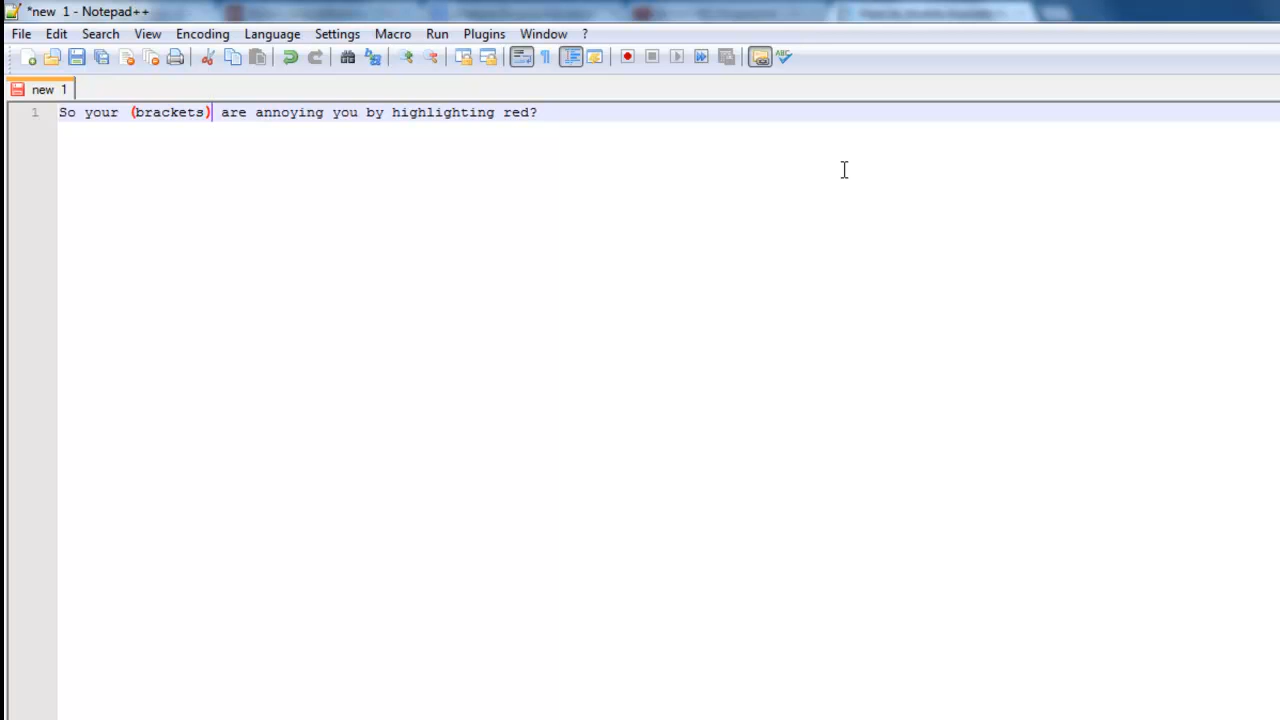 *new 1 - Notepad++
File Edit Search View Encoding Language Settings Macro Run Plugins Window ?
ABC
new 1
1 So your (brackets) are annoying you by highlighting red?